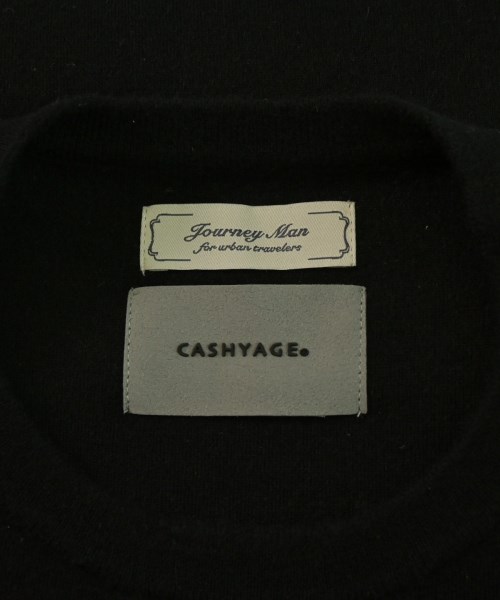 Journey Man
for urban travelers
CASHYAGE.